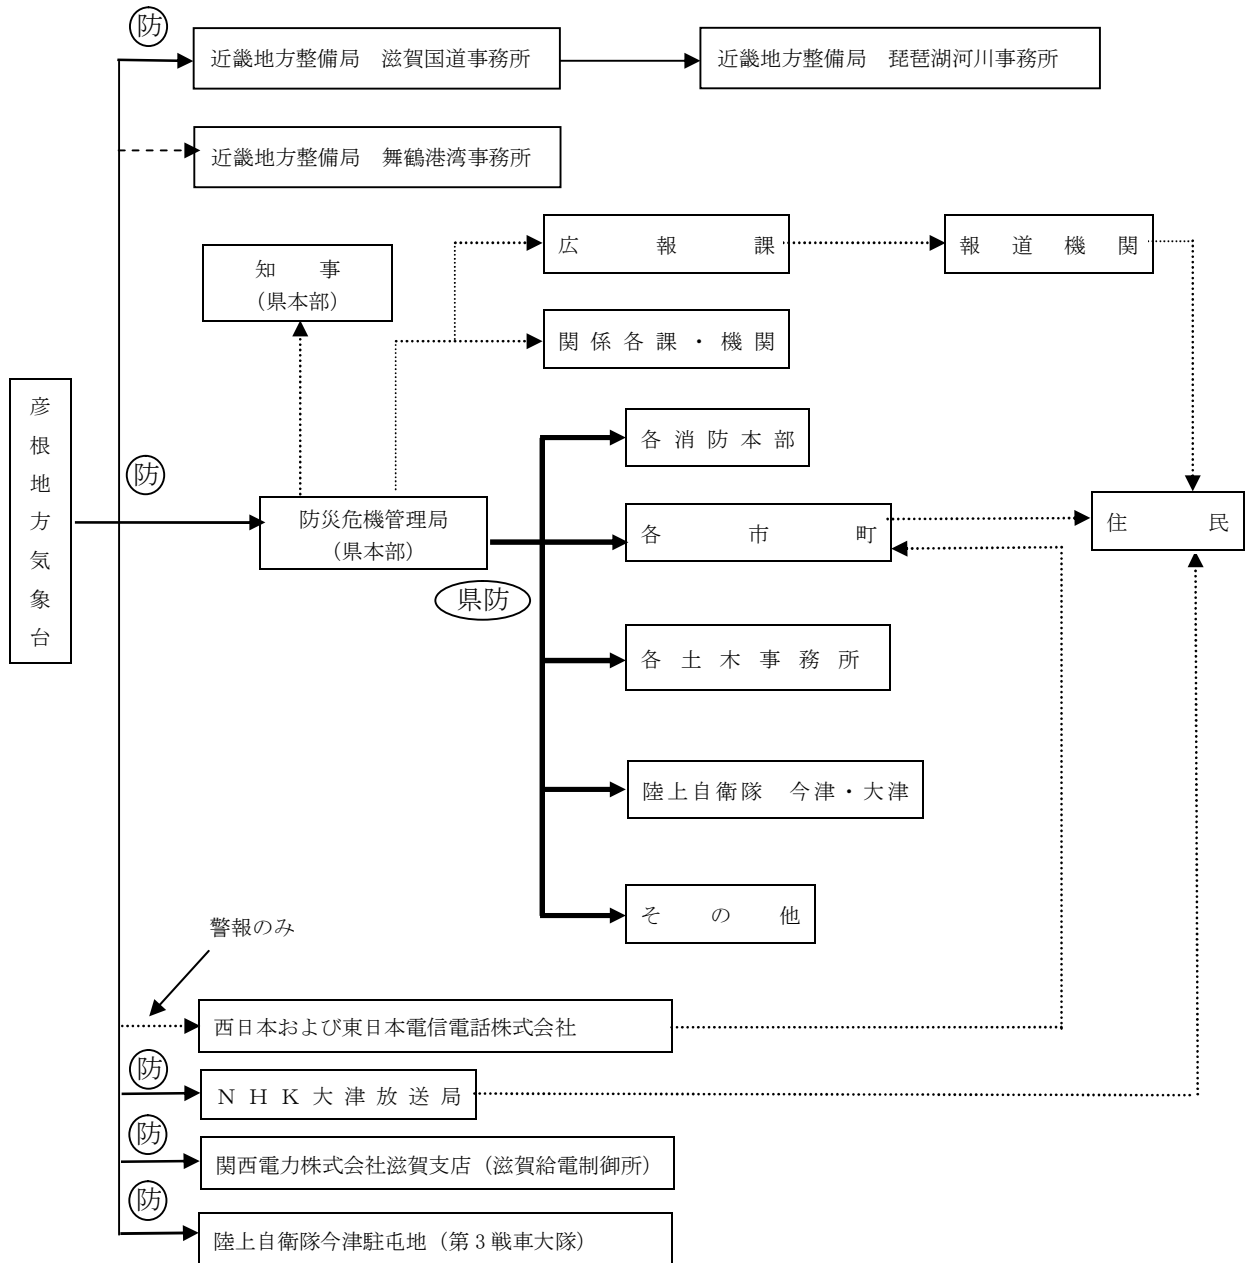 防
近畿地方整備局　滋賀国道事務所
近畿地方整備局　琵琶湖河川事務所
近畿地方整備局　舞鶴港湾事務所
広　報　課
報道機関
知　事
（県本部）
関係各課・機関
彦根地方気象台
各消防本部
防
防災危機管理局
（県本部）
各　市　町
住　民
県防
各土木事務所
陸上自衛隊　今津・大津
その他
警報のみ
西日本および東日本電信電話株式会社
防
ＮＨＫ大津放送局
防
関西電力株式会社滋賀支店（滋賀給電制御所）
防
陸上自衛隊今津駐屯地（第３戦車大隊）